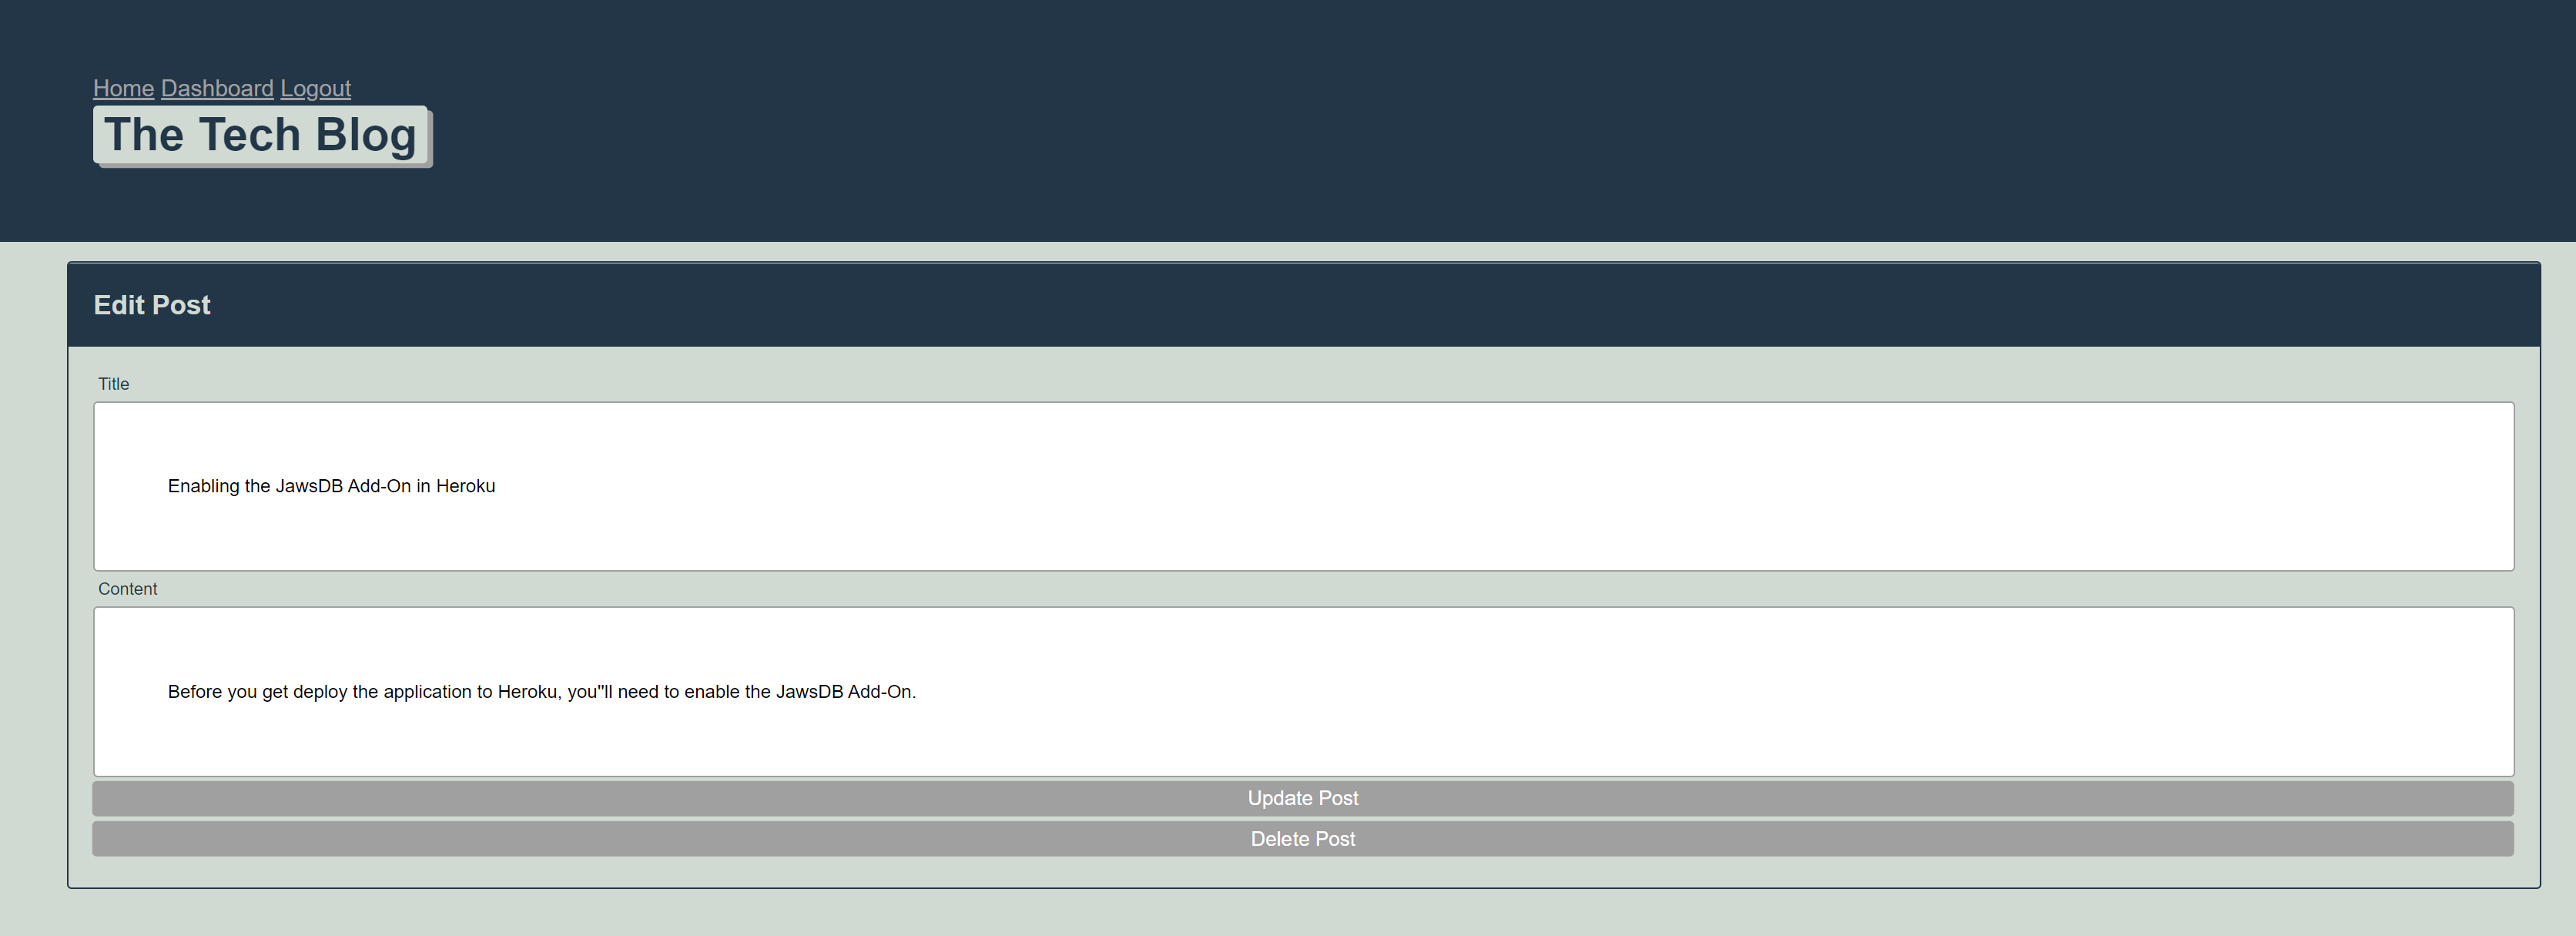 Home Dashboard Logout
The Tech Blog
Edit Post
Title
Enabling the JawsDB Add-On in Heroku
Content
Before you get deploy the application to Heroku, you"ll need to enable the JawsDB Add-On.
Update Post
Delete Post